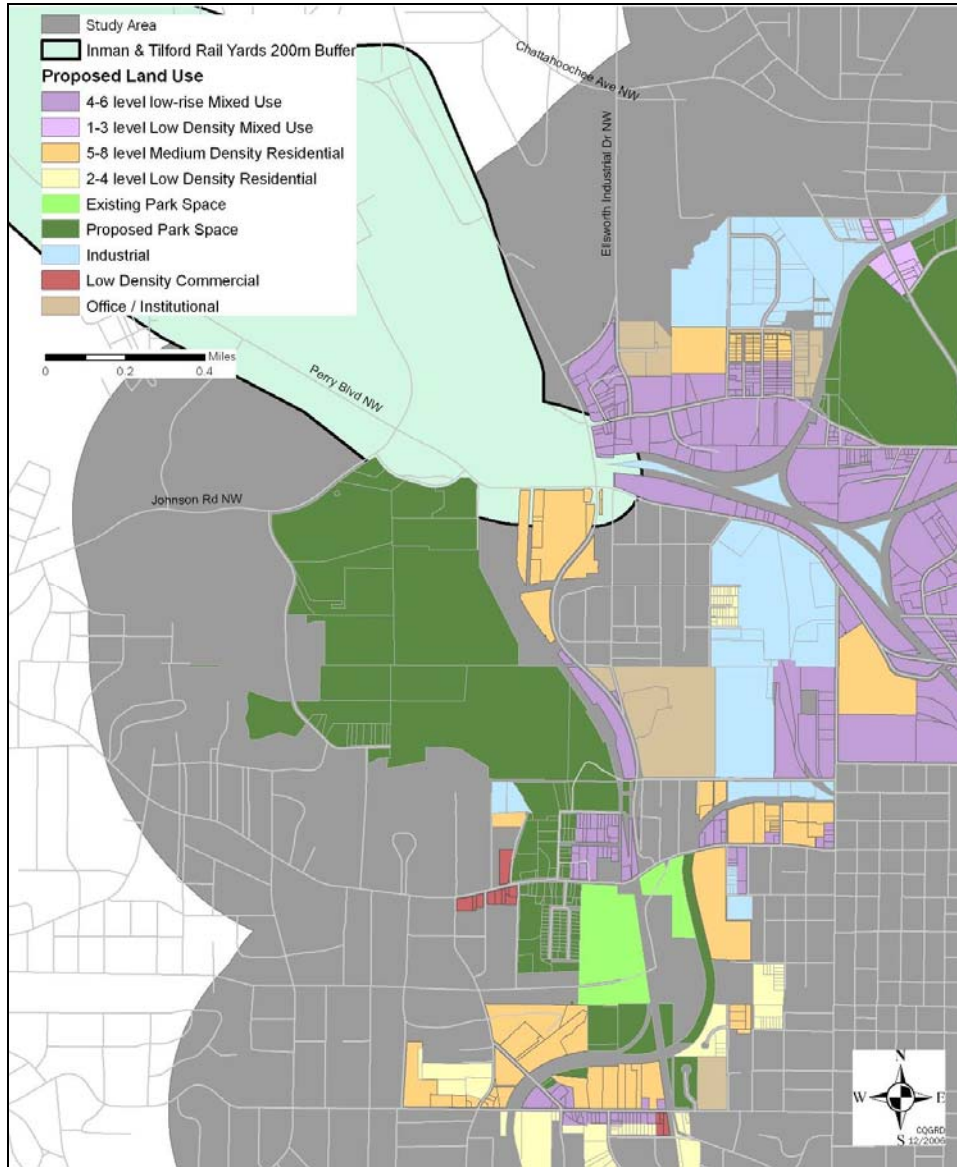 Study Area
Inman & Tilford Rail Yards 200m Buffer
Proposed Land Use
4-6 level low-rise Mixed Use
1-3 level Low Density Mixed Use
5-8 level Medium Density Residential
2-4 level Low Density Residential
Existing Park Space
Proposed Park Space
Industrial
Low Density Commercial
Office / Institutional
Miles
0 0.2 0.4
Chattahoochee Ave NW
Ellsworth Industrial Dr NW
Perry Blvd NW
Johnson Rd NW
N
W E
S
CQGRD
12/2006